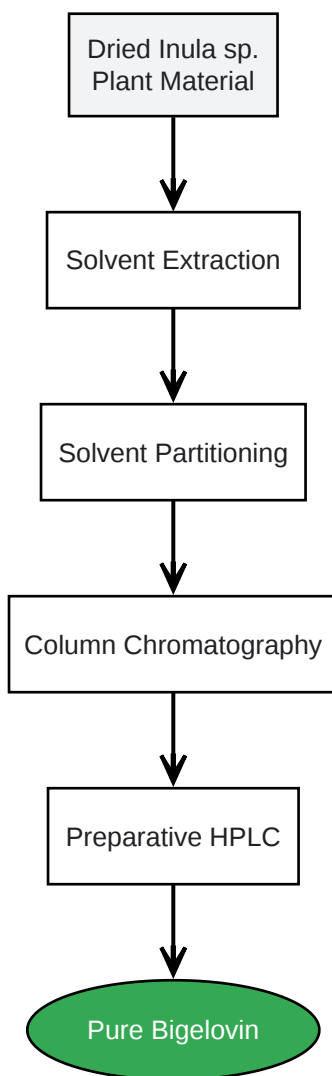 Dried Inula sp.
Plant Material
Solvent Extraction
Solvent Partitioning
Column Chromatography
Preparative HPLC
Pure Bigelovin